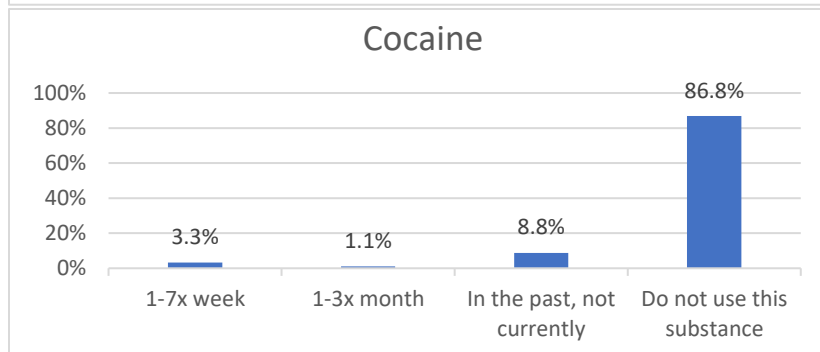 Cocaine
100%
80%
60%
40%
20%
0%
3.3%
1.1%
8.8%
86.8%
1-7x week
1-3x month
In the past, not
currently
Do not use this
substance